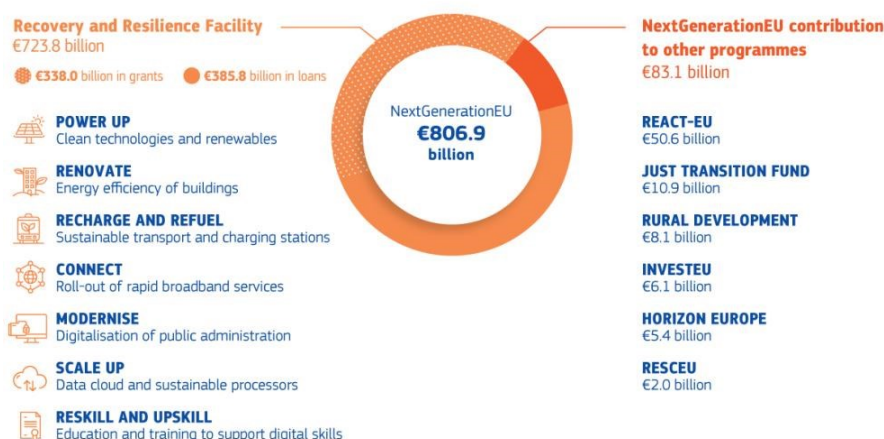 Recovery and Resilience Facility
€723.8 billion
€338.0 billion in grants
€385.8 billion in loans
POWER UP
Clean technologies and renewables
RENOVATE
Energy efficiency of buildings
RECHARGE AND REFUEL
Sustainable transport and charging stations
CONNECT
Roll-out of rapid broadband services
MODERNISE
Digitalisation of public administration
SCALE UP
Data cloud and sustainable processors
RESKILL AND UPSKILL
Education and training to support digital skills
NextGenerationEU
€806.9
billion
NextGenerationEU contribution
to other programmes
€83.1 billion
REACT-EU
€50.6 billion
JUST TRANSITION FUND
€10.9 billion
RURAL DEVELOPMENT
€8.1 billion
INVESTEU
€6.1 billion
HORIZON EUROPE
€5.4 billion
RESCEU
€2.0 billion